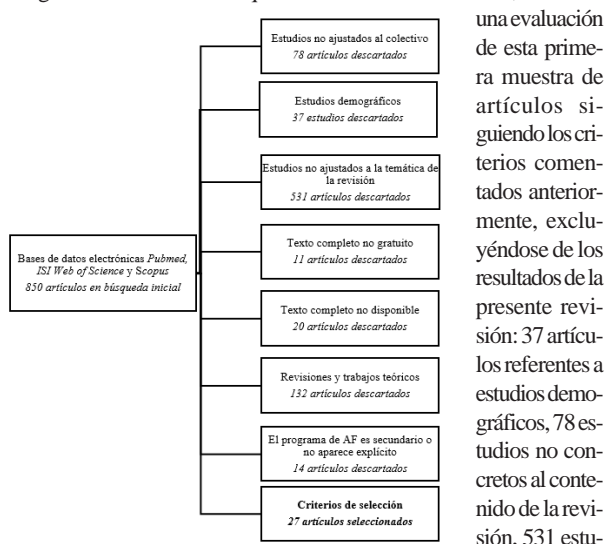 Estudios no ajustados al colectivo
78 artículos descartados
Estudios demográficos
37 estudios descartados
Estudios no ajustados a la temática de
la revisión
531 artículos descartados
Bases de datos electrónicas Pubmed,
ISI Web of Science y Scopus
850 artículos en búsqueda inicial
Texto completo no gratuito
11 artículos descartados
Texto completo no disponible
20 artículos descartados
Revisiones y trabajos teóricos
132 artículos descartados
El programa de AF es secundario o
no aparece explícito
14 artículos descartados
Criterios de selección
27 artículos seleccionados
una evaluación
de esta prime-
ra muestra de
artículos si-
guiendo los cri-
terios comen-
tados anterior-
mente, exclu-
yéndose de los
resultados de la
presente revi-
sión: 37 artícu-
los referentes a
estudios demo-
gráficos, 78 es-
tudios no con-
cretos al conte-
nido de la revi-
sión, 531 estu-